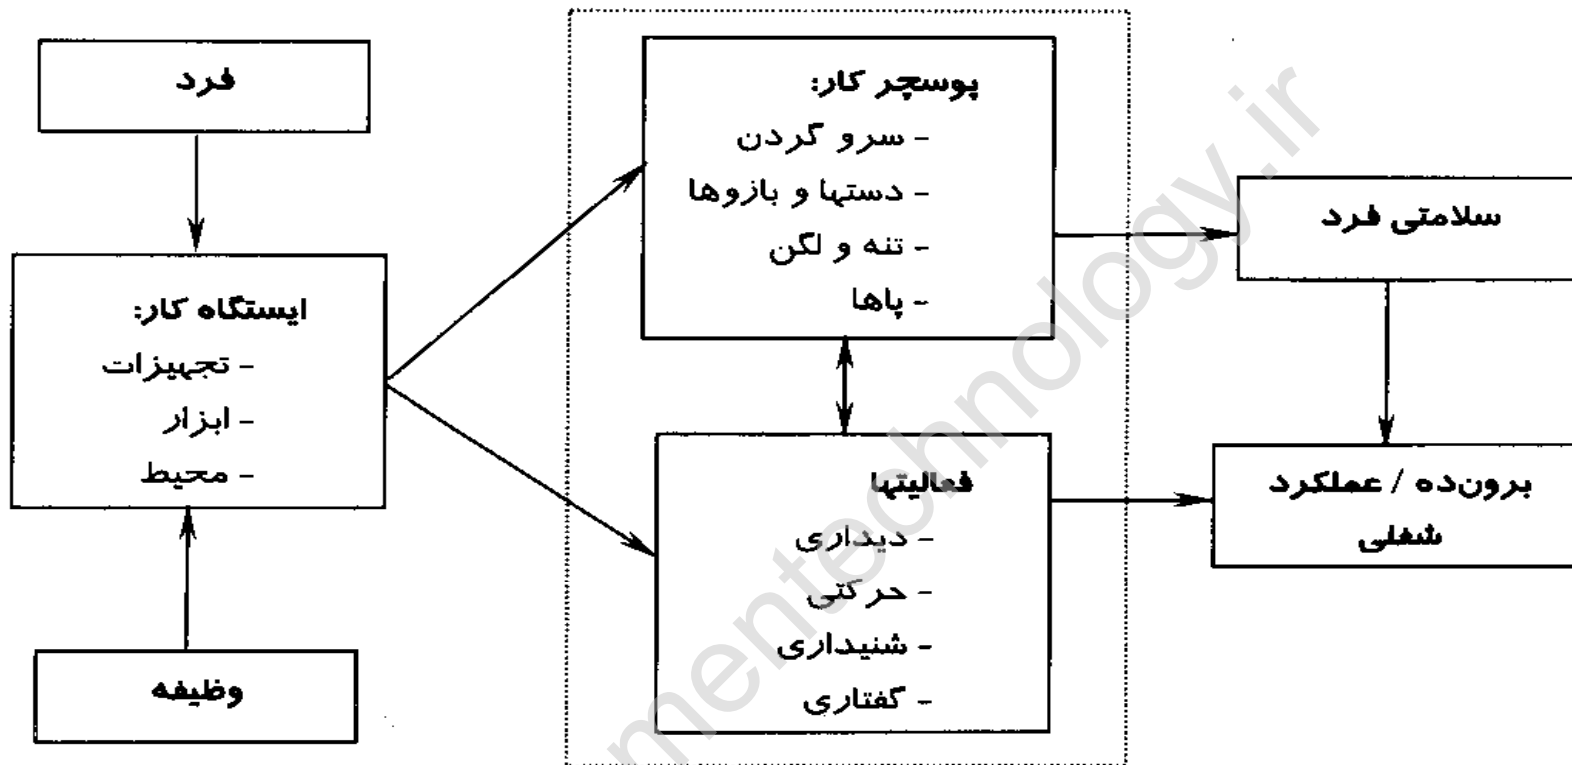 فرد
ایستگاه کار:
- تجهیزات
- ابزار
- محیط
وظیفه
پوسچر کار:
- سرو گردن
- دستها و بازوها
- تنه و لگن
- پاها
فعالیتها
- دیداری
- حرکتی
- شنیداری
- گفتاری
سلامتی فرد
برون‌ده / عملکرد
شغلی
mentechnology.ir